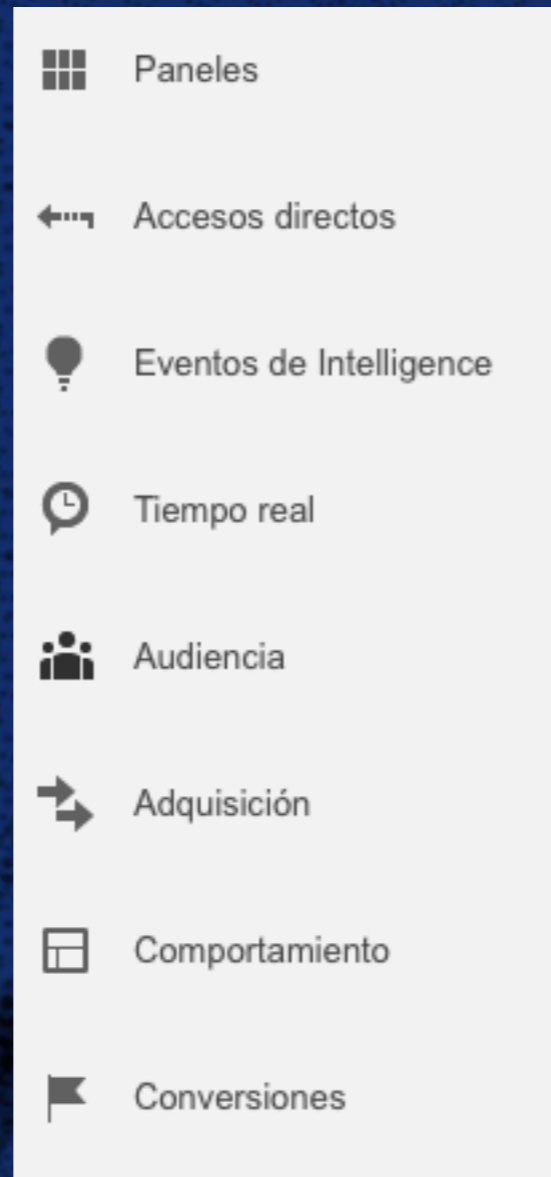 Paneles
Accesos directos
Eventos de Intelligence
Tiempo real
Audiencia
Adquisición
Comportamiento
Conversiones